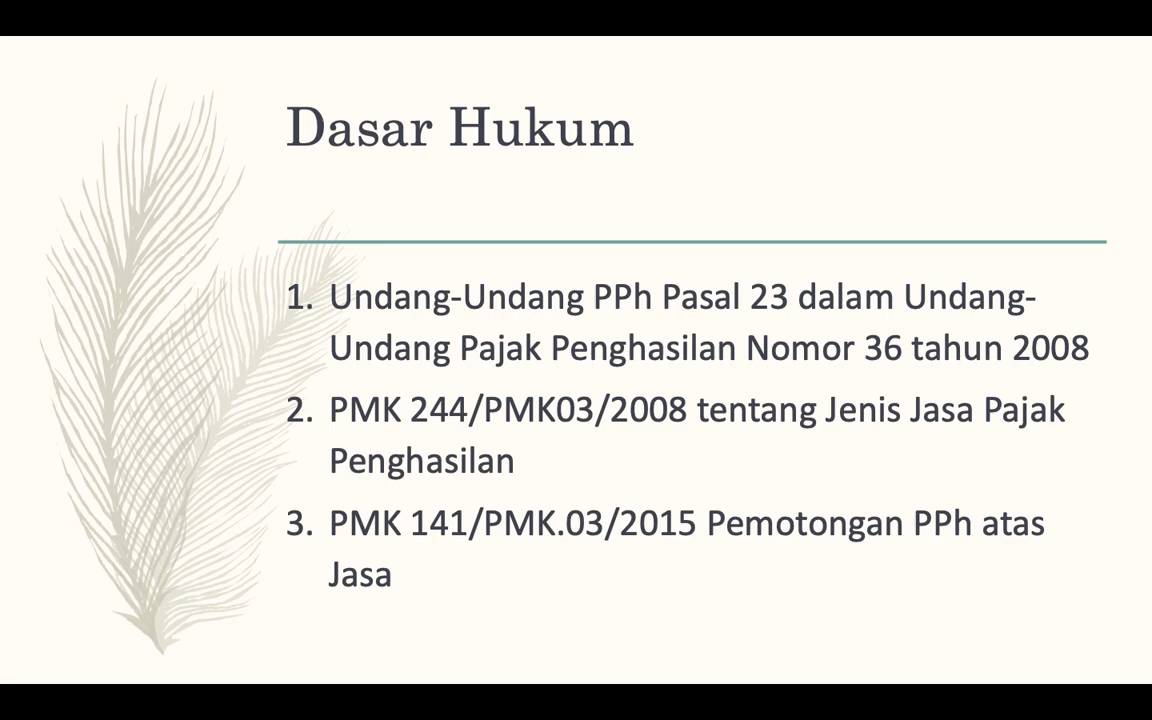 Dasar Hukum
1. Undang-Undang PPh Pasal 23 dalam Undang-
Undang Pajak Penghasilan Nomor 36 tahun 2008
2. PMK 244/PMK03/2008 tentang Jenis Jasa Pajak
Penghasilan
3. PMK 141/PMK.03/2015 Pemotongan PPh atas
Jasa